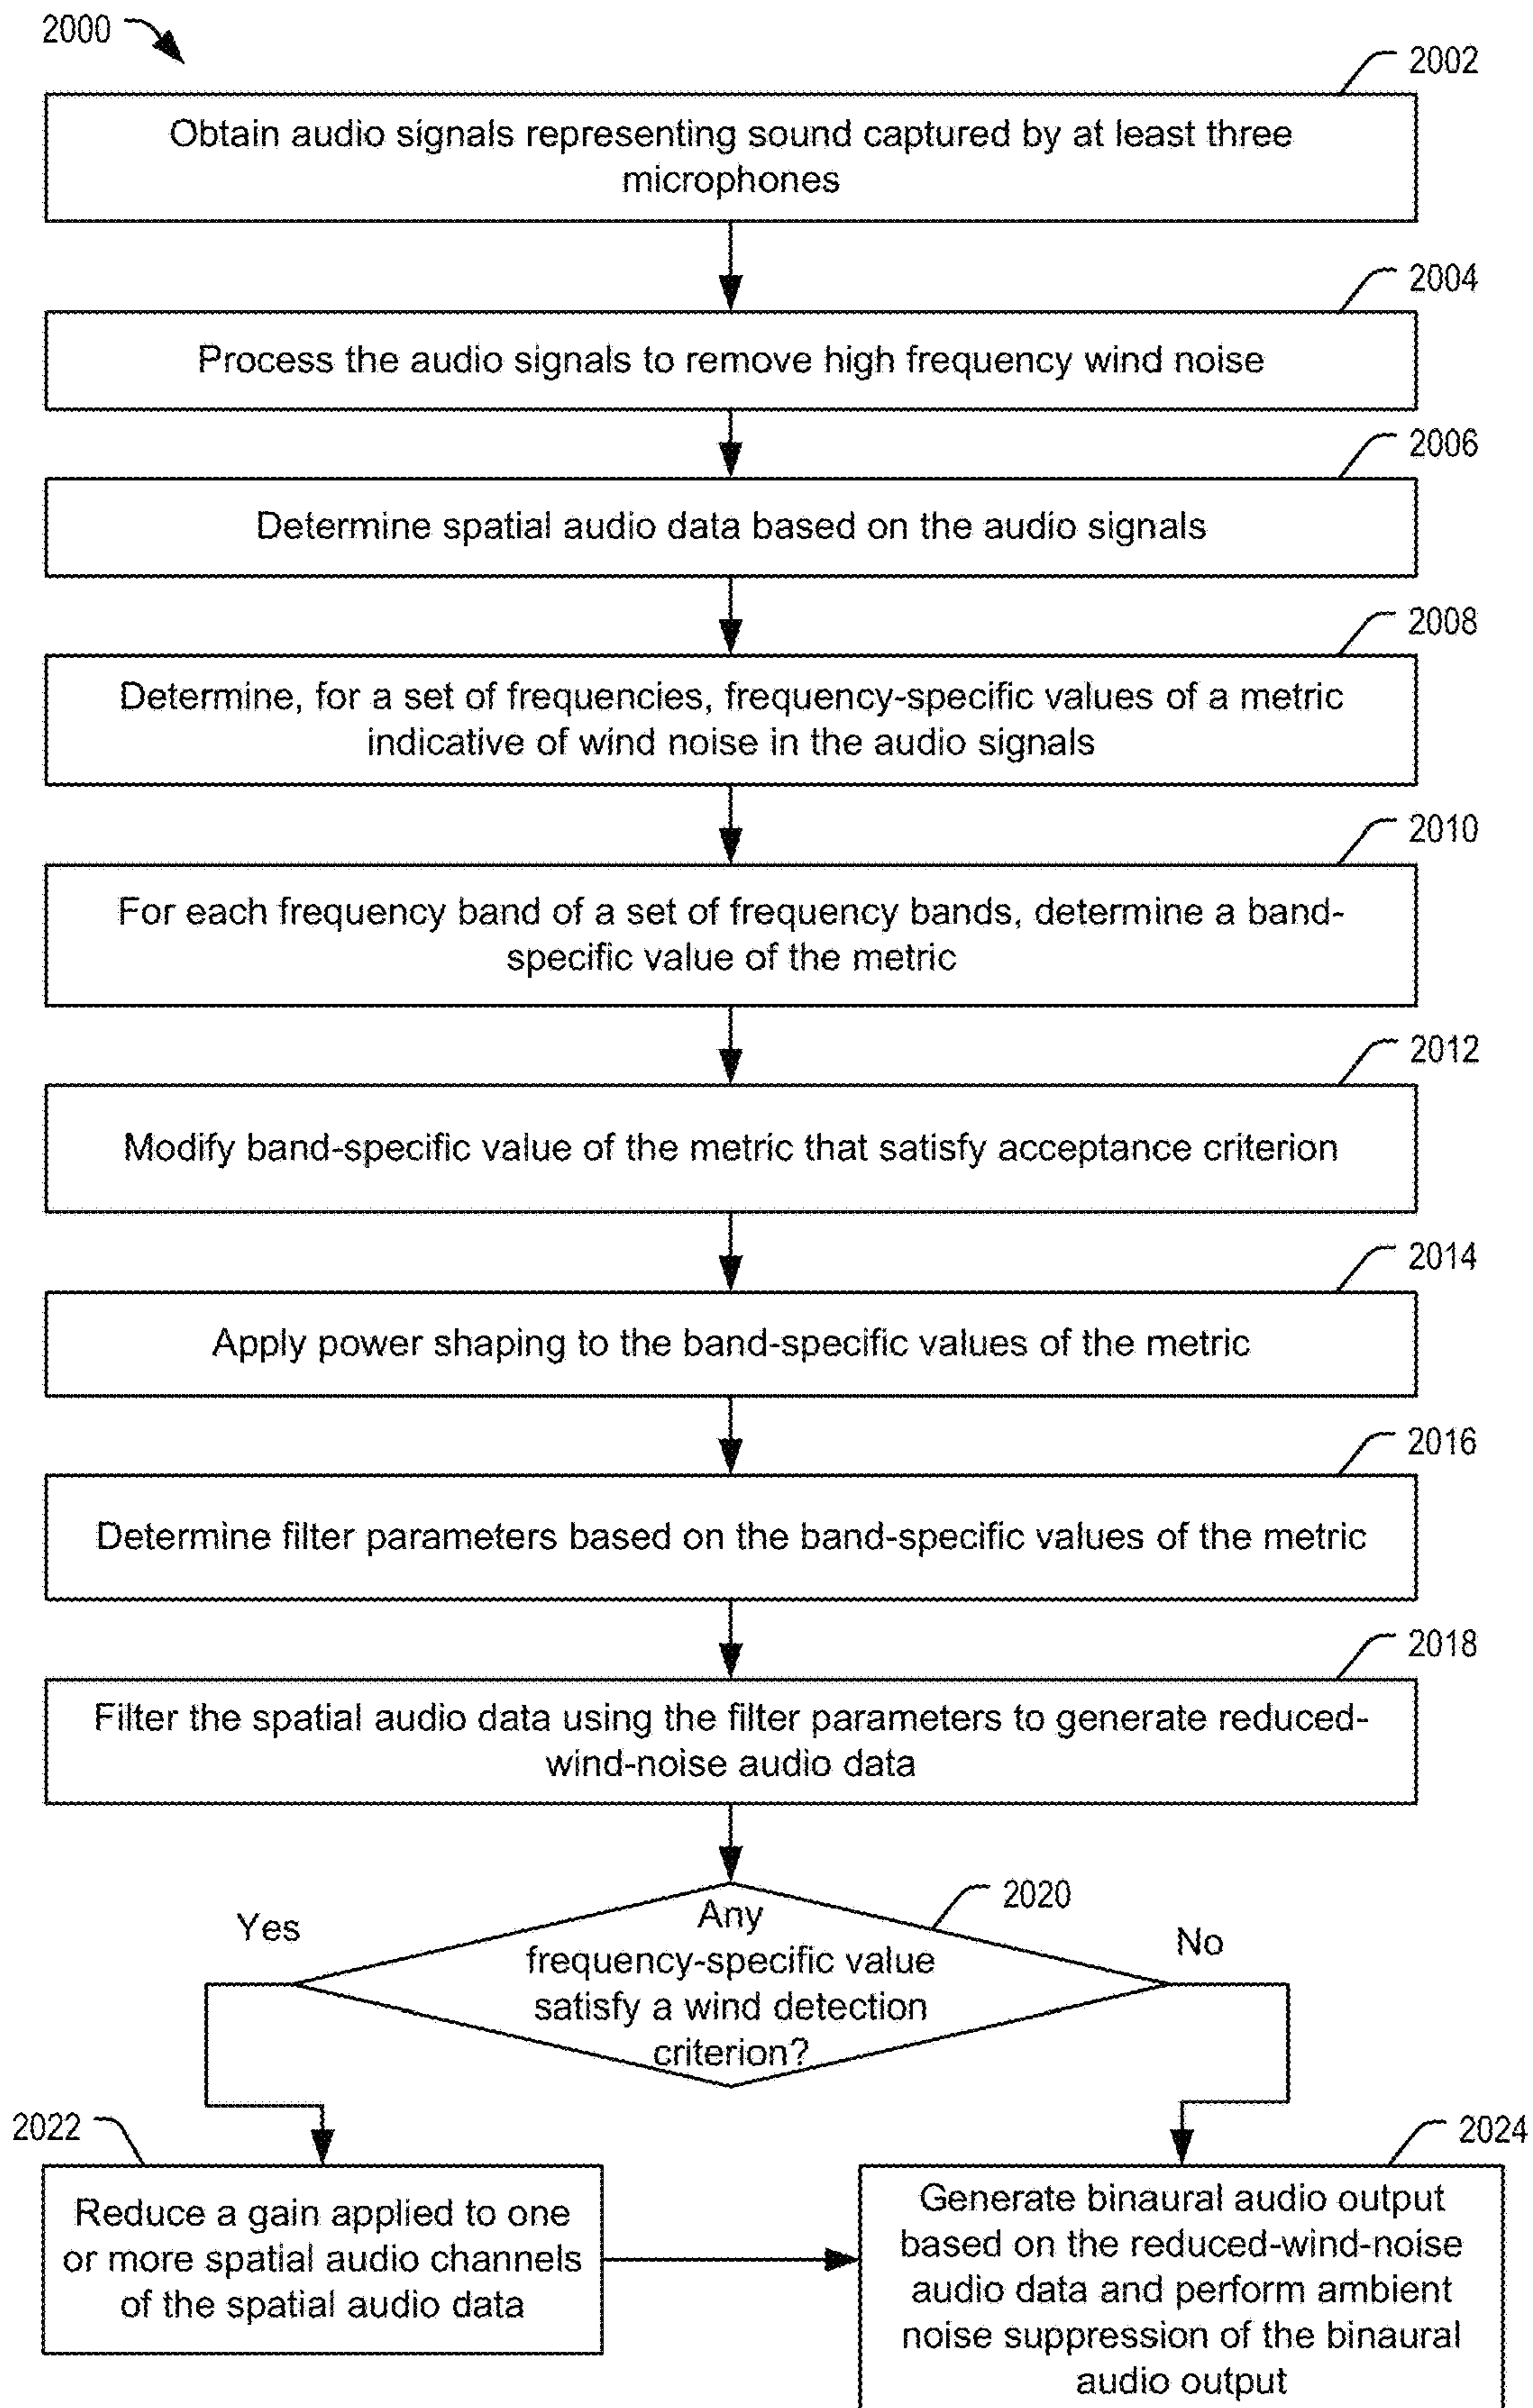 2000
2002
Obtain audio signals representing sound captured by at least three
microphones
2004
Process the audio signals to remove high frequency wind noise
2006
Determine spatial audio data based on the audio signals
2008
Determine, for a set of frequencies, frequency-specific values of a metric
indicative of wind noise in the audio signals
2010
For each frequency band of a set of frequency bands, determine a band-
specific value of the metric
2012
Modify band-specific value of the metric that satisfy acceptance criterion
2014
Apply power shaping to the band-specific values of the metric
2016
Determine filter parameters based on the band-specific values of the metric
2018
Filter the spatial audio data using the filter parameters to generate reduced-
wind-noise audio data
2020
Yes
Any
frequency-specific value
satisfy a wind detection
criterion?
No
2022
Reduce a gain applied to one
or more spatial audio channels
of the spatial audio data
2024
Generate binaural audio output
based on the reduced-wind-noise
audio data and perform ambient
noise suppression of the binaural
audio output